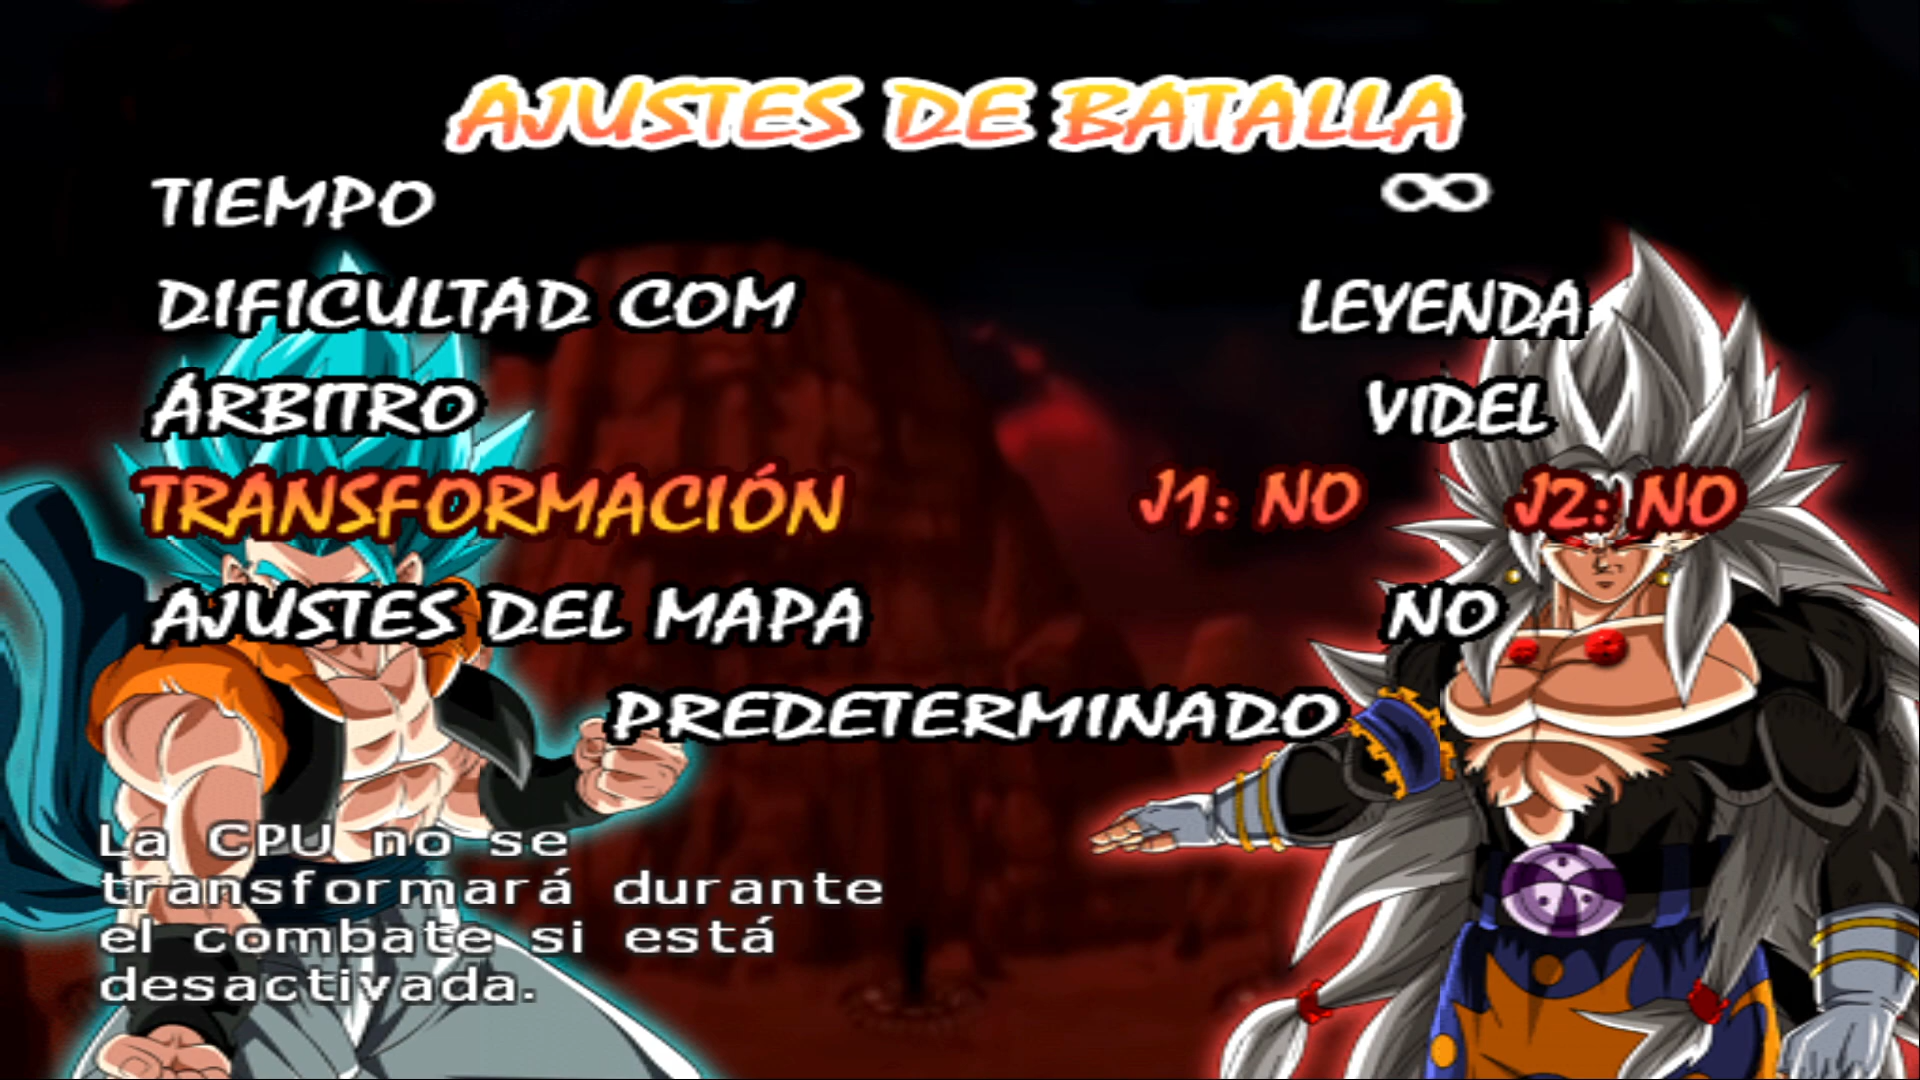 AJUSTES DE BATALLA
TIEMPO ∞
DIFICULTAD COM LEYENDA
ÁRBITRO VIDEL
TRANSFORMACIÓN J1: NO J2: NO
AJUSTES DEL MAPA NO
PREDETERMINADO
La CPU no se
transformará durante
el combate si está
desactivada.